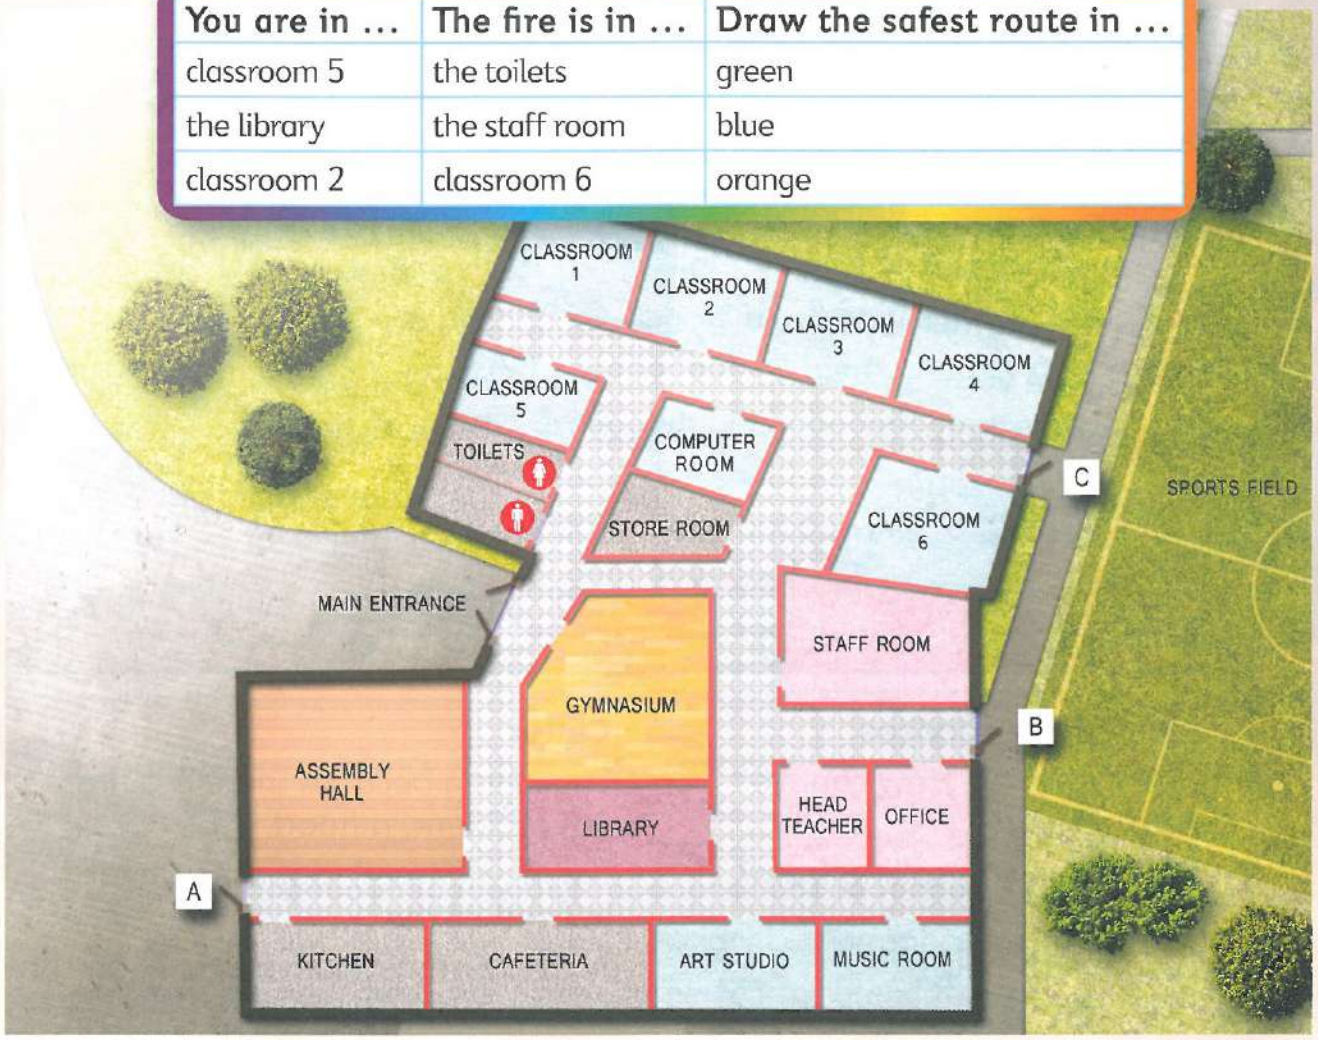 You are in ... The fire is in ... Draw the safest route in ...
classroom 5 the toilets green
the library the staff room blue
classroom 2 classroom 6 orange
CLASSROOM
1
CLASSROOM
2
CLASSROOM
3
CLASSROOM
4
CLASSROOM
5
TOILETS
COMPUTER
ROOM
STORE ROOM
CLASSROOM
6
C
SPORTS FIELD
MAIN ENTRANCE
STAFF ROOM
GYMNASIUM
B
ASSEMBLY
HALL
LIBRARY
HEAD
TEACHER
OFFICE
A
KITCHEN
CAFETERIA
ART STUDIO
MUSIC ROOM